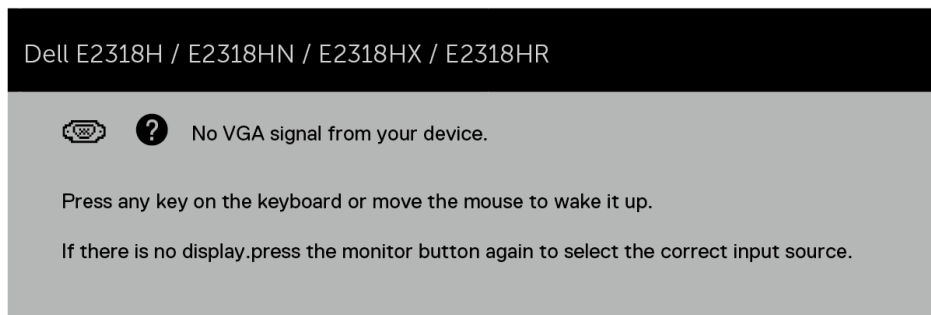 Dell E2318H / E2318HN / E2318HX / E2318HR
No VGA signal from your device.
Press any key on the keyboard or move the mouse to wake it up.
If there is no display.press the monitor button again to select the correct input source.